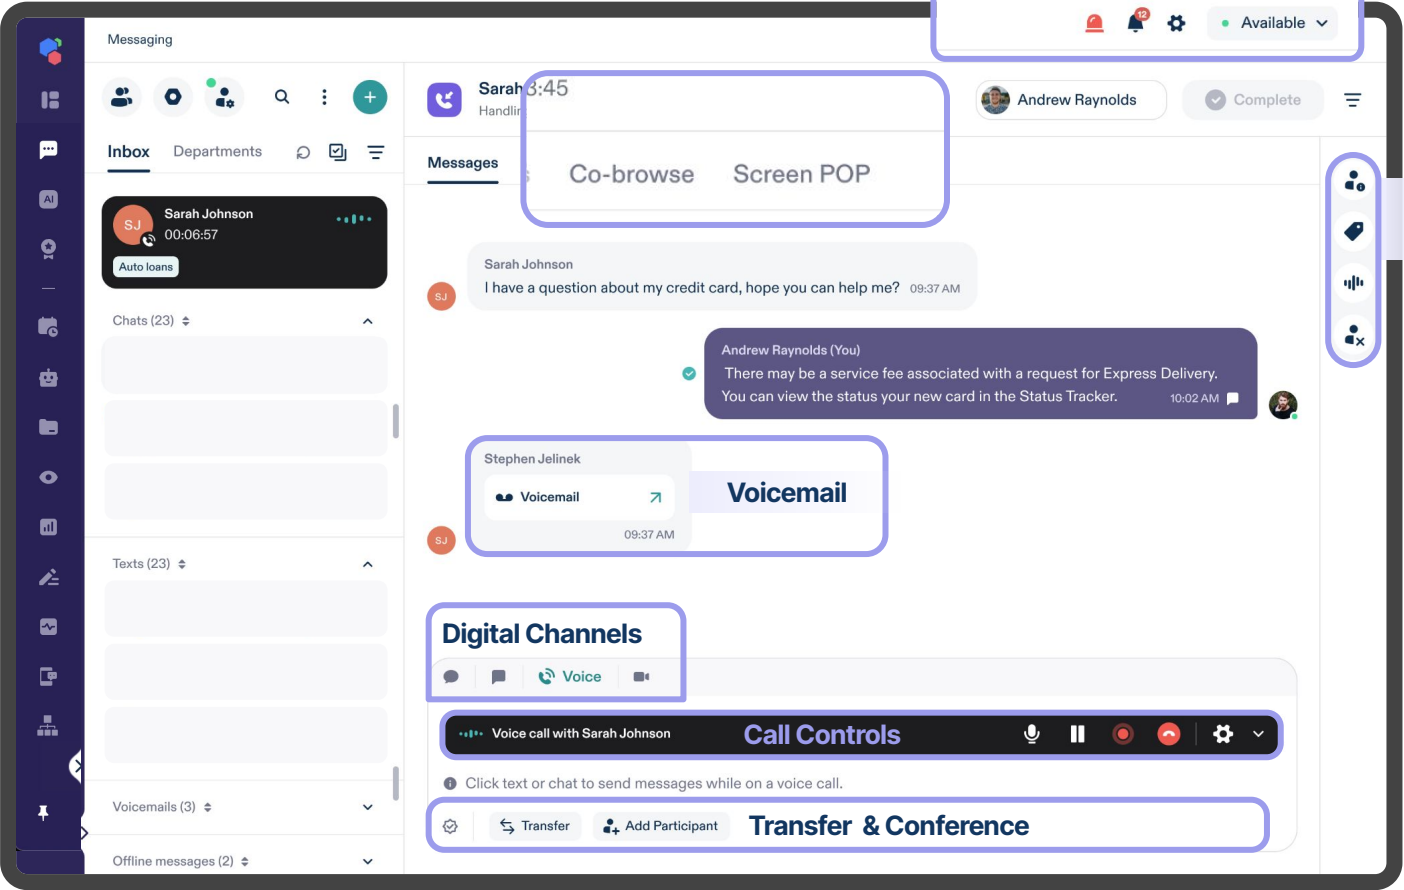 Messaging
12
Available
AI
Inbox
Departments
Sarah Johnson
SJ
00:06:57
Auto loans
Chats (23)
Texts (23)
Voicemails (3)
Offline messages (2)
Sarah
3:45
Andrew Raynolds
Complete
Messages
Co-browse
Screen POP
Sarah Johnson
I have a question about my credit card, hope you can help me? 09:37 AM
SJ
Andrew Raynolds (You)
There may be a service fee associated with a request for Express Delivery.
You can view the status your new card in the Status Tracker. 10:02 AM
Stephen Jelinek
Voicemail
Voicemail
09:37 AM
SJ
Digital Channels
Voice
Voice call with Sarah Johnson
Call Controls
Click text or chat to send messages while on a voice call.
Transfer
Add Participant
Transfer & Conference